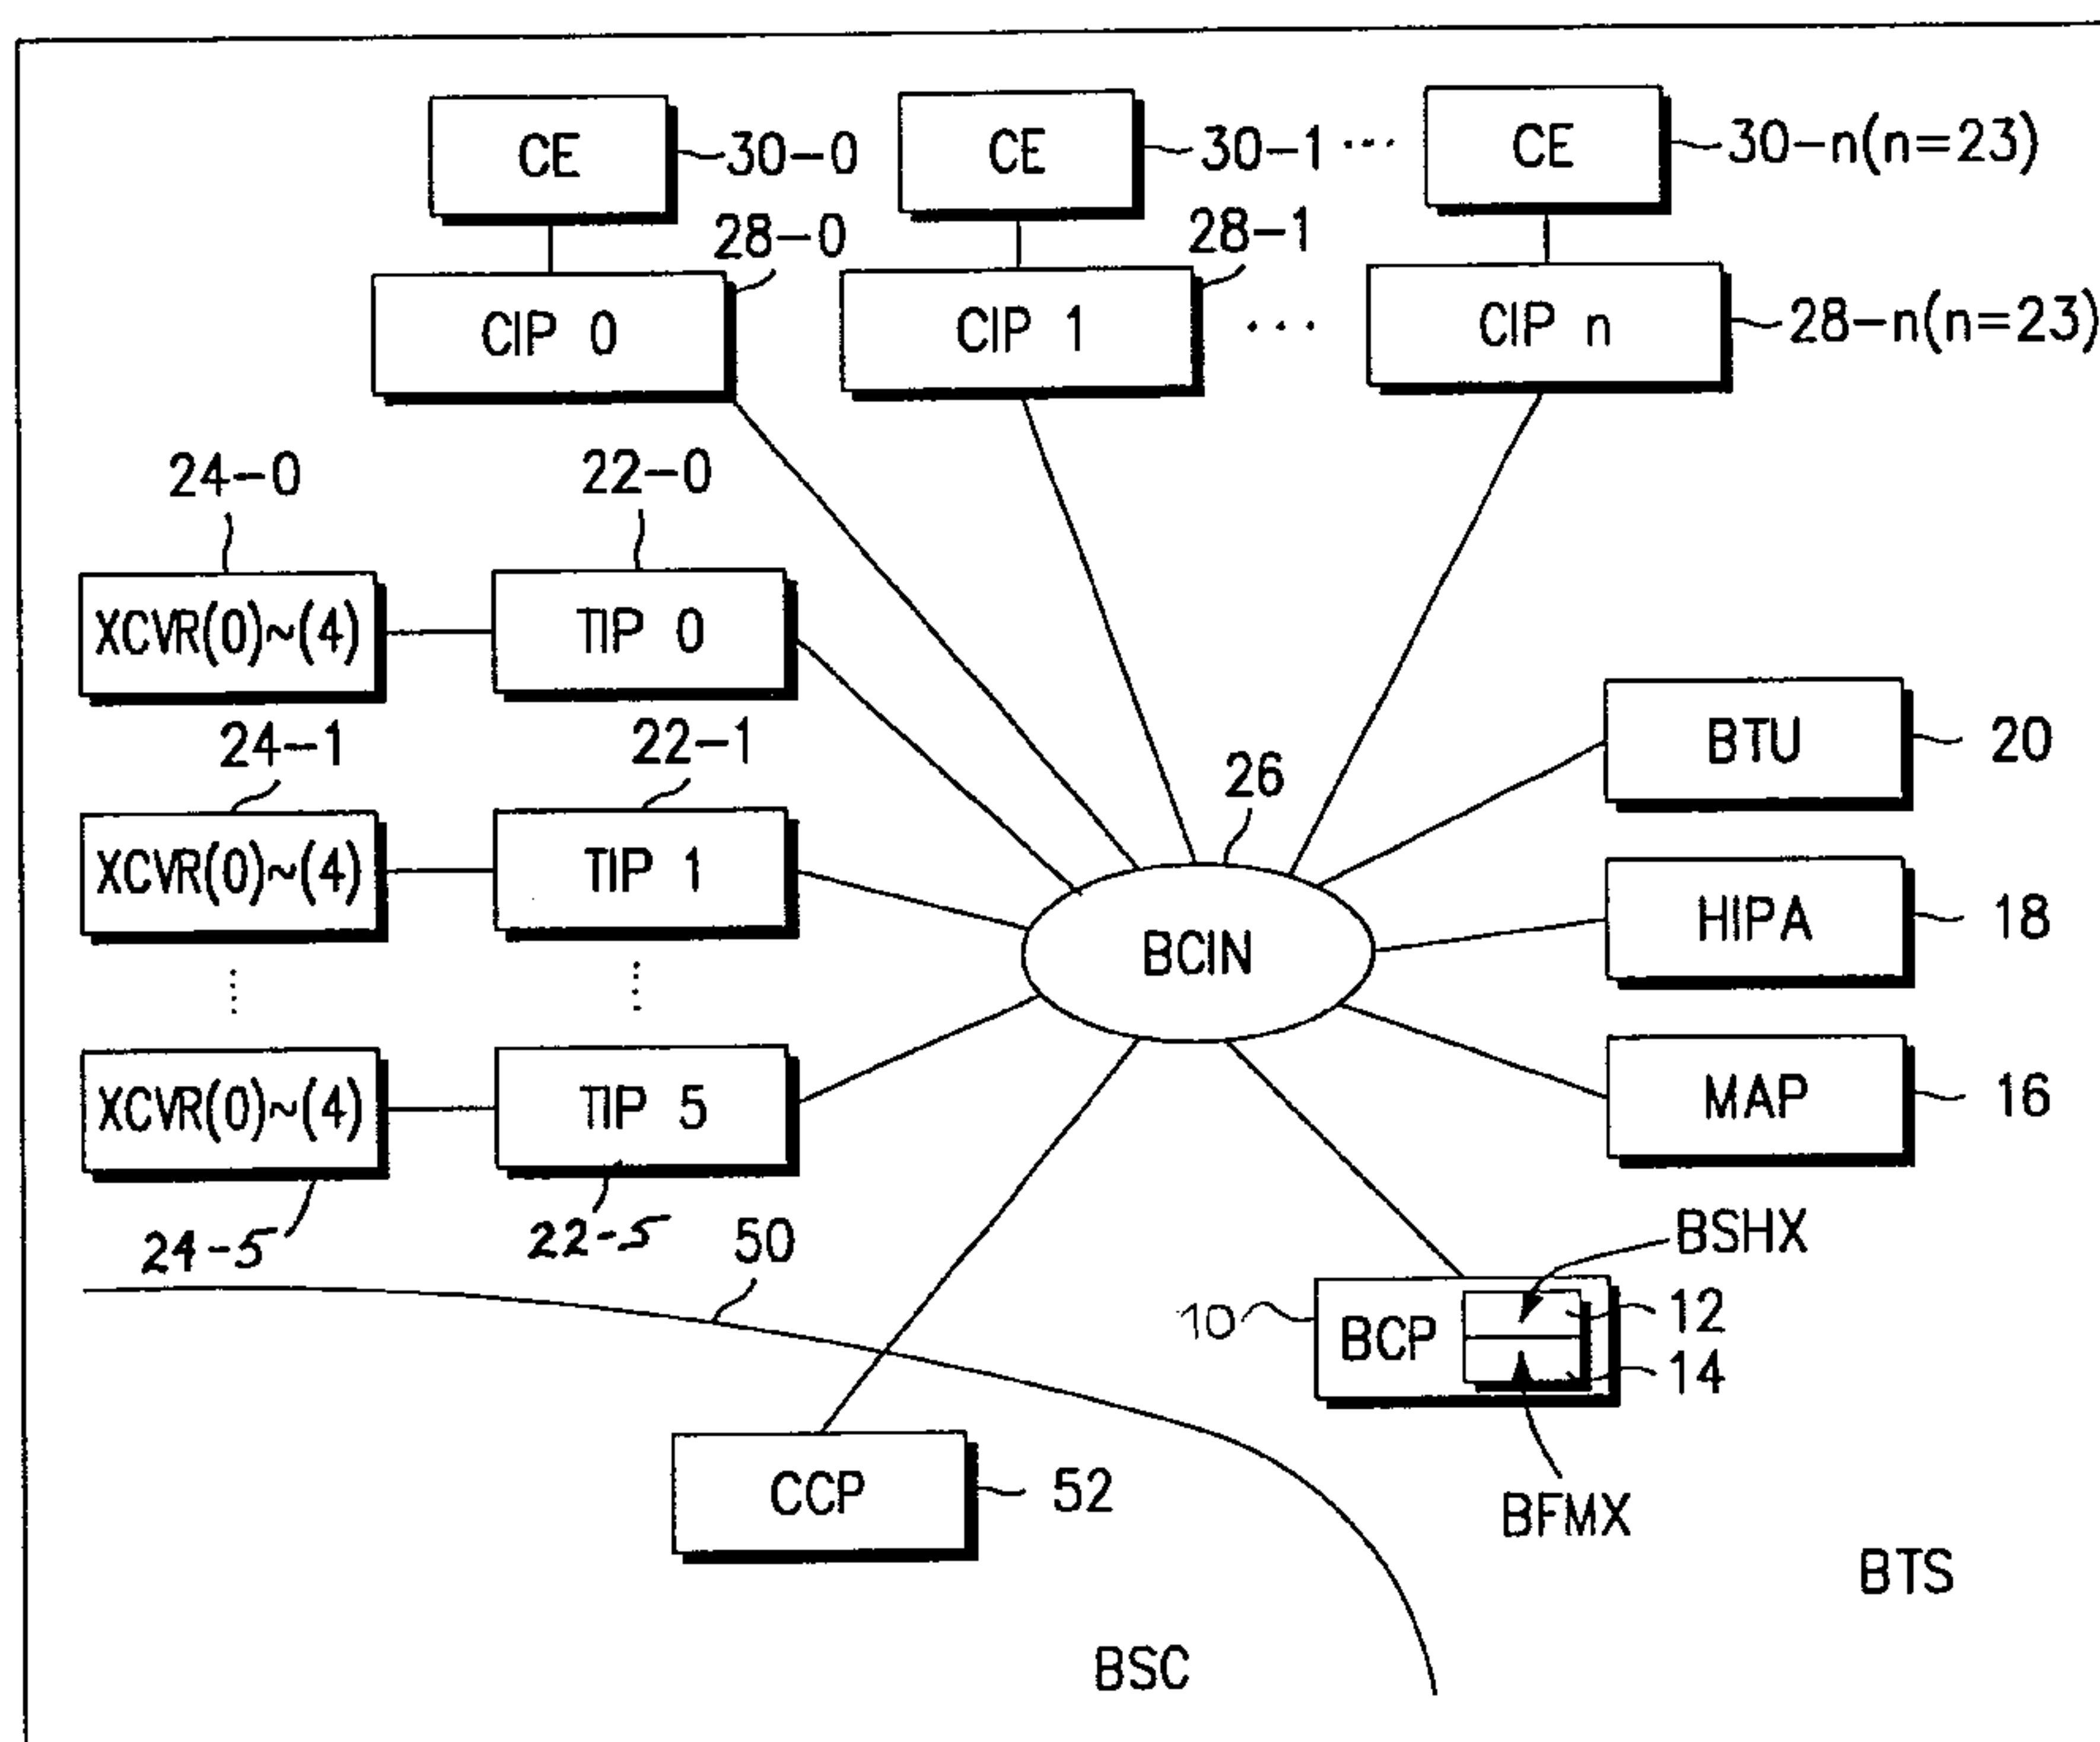 CE 30-0 CE 30-1 ··· CE 30-n(n=23)
28-0 28-1
CIP 0 CIP 1 ··· CIP n 28-n(n=23)
24-0 22-0
XCVR(0)~(4) TIP 0
24-1 22-1
BTU 20
26
XCVR(0)~(4) TIP 1
HIPA 18
BCIN
XCVR(0)~(4) TIP 5
MAP 16
24-5 22-5 50
BSHX
10 BCP 12
14
CCP 52
BFMX
BTS
BSC